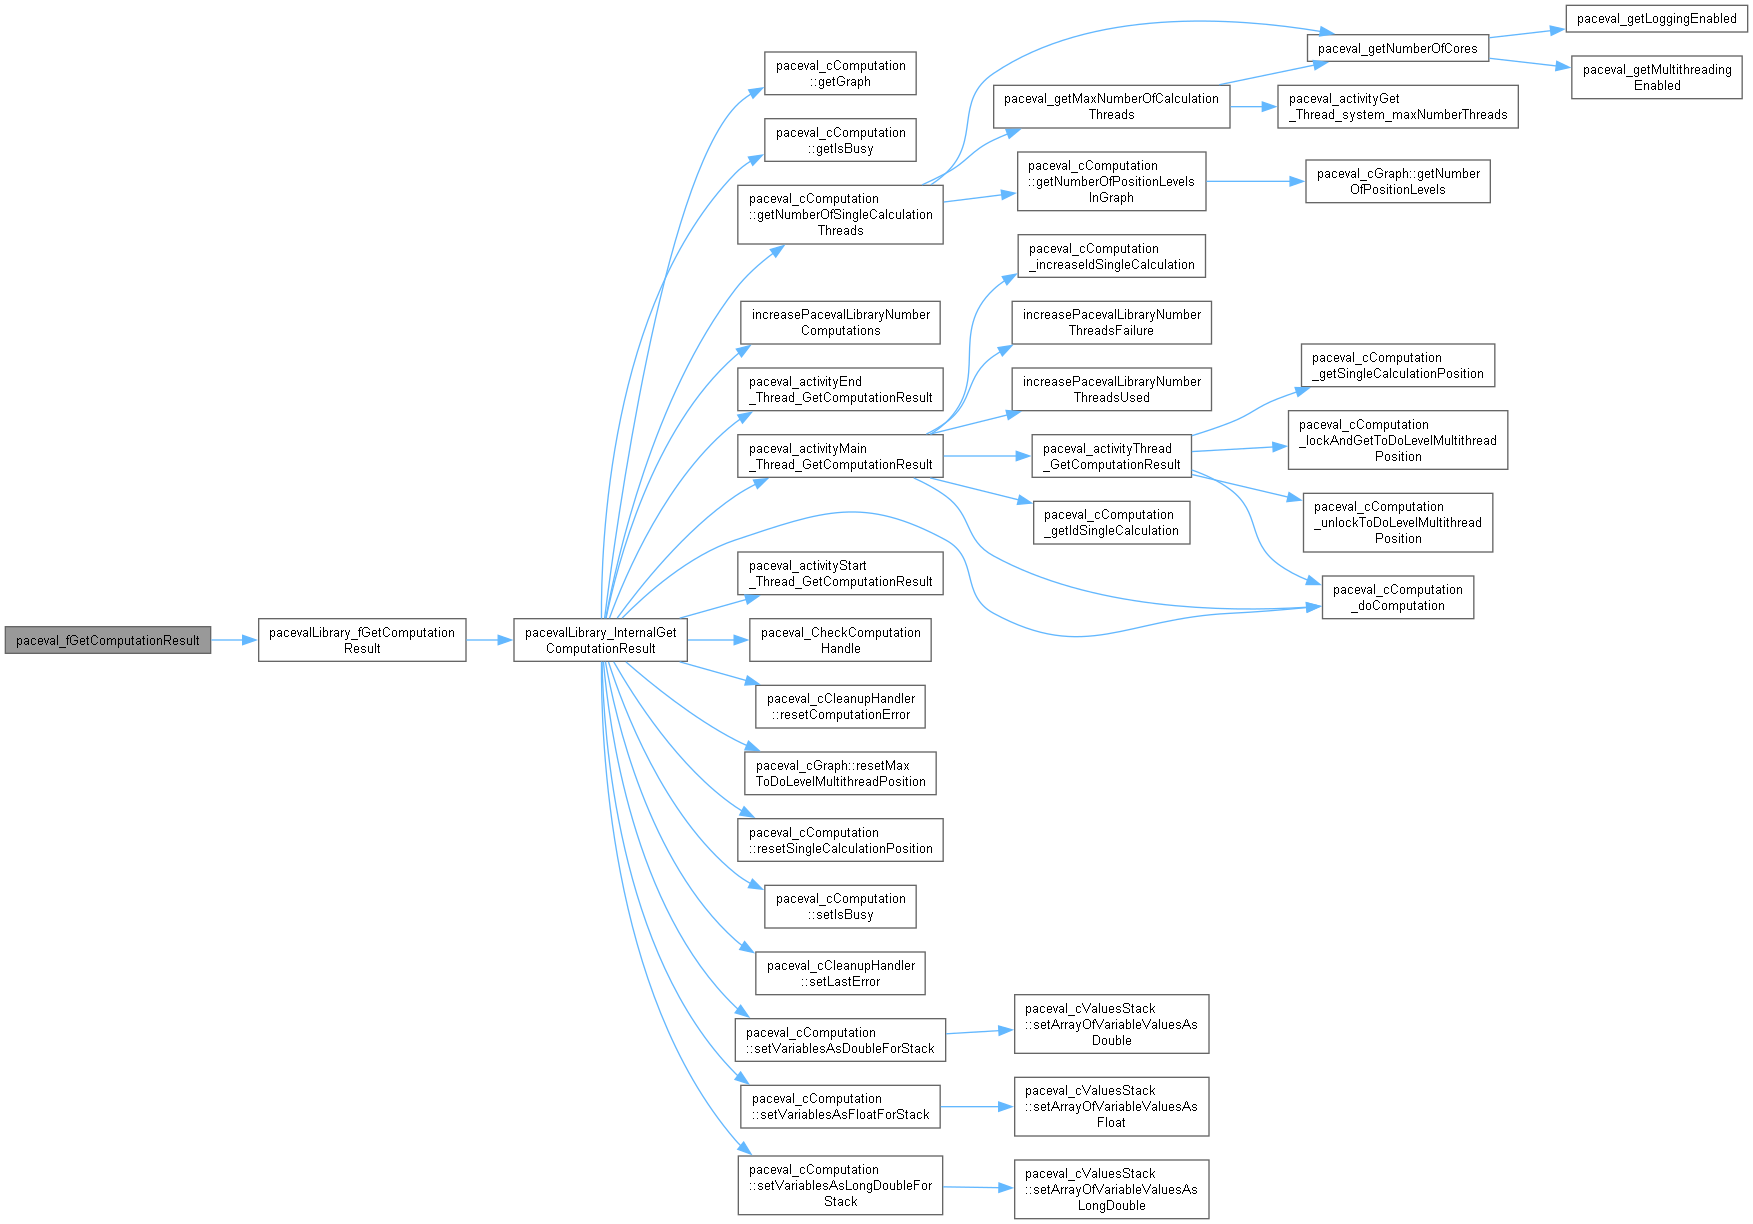 paceval_fGetComputationResult
pacevalLibrary_fGetComputation
Result
pacevalLibrary_InternalGet
ComputationResult
paceval_cComputation
::getGraph
paceval_cComputation
::getIsBusy
paceval_cComputation
::getNumberOfSingleCalculation
Threads
increasePacevalLibraryNumber
Computations
paceval_activityEnd
_Thread_GetComputationResult
paceval_activityMain
_Thread_GetComputationResult
paceval_activityStart
_Thread_GetComputationResult
paceval_CheckComputation
Handle
paceval_cCleanupHandler
::resetComputationError
paceval_cGraph::resetMax
ToDoLevelMultithreadPosition
paceval_cComputation
::resetSingleCalculationPosition
paceval_cComputation
::setIsBusy
paceval_cCleanupHandler
::setLastError
paceval_cComputation
::setVariablesAsDoubleForStack
paceval_cComputation
::setVariablesAsFloatForStack
paceval_cComputation
::setVariablesAsLongDoubleFor
Stack
paceval_getMaxNumberOfCalculation
Threads
paceval_cComputation
::getNumberOfPositionLevels
InGraph
paceval_cComputation
_increaseIdSingleCalculation
increasePacevalLibraryNumber
ThreadsFailure
increasePacevalLibraryNumber
ThreadsUsed
paceval_activityThread
_GetComputationResult
paceval_cComputation
_getIdSingleCalculation
paceval_cValuesStack
::setArrayOfVariableValuesAs
Double
paceval_cValuesStack
::setArrayOfVariableValuesAs
Float
paceval_cValuesStack
::setArrayOfVariableValuesAs
LongDouble
paceval_getNumberOfCores
paceval_activityGet
_Thread_system_maxNumberThreads
paceval_cGraph::getNumber
OfPositionLevels
paceval_cComputation
_getSingleCalculationPosition
paceval_cComputation
_lockAndGetToDoLevelMultithread
Position
paceval_cComputation
_unlockToDoLevelMultithread
Position
paceval_cComputation
_doComputation
paceval_getLoggingEnabled
paceval_getMultithreading
Enabled